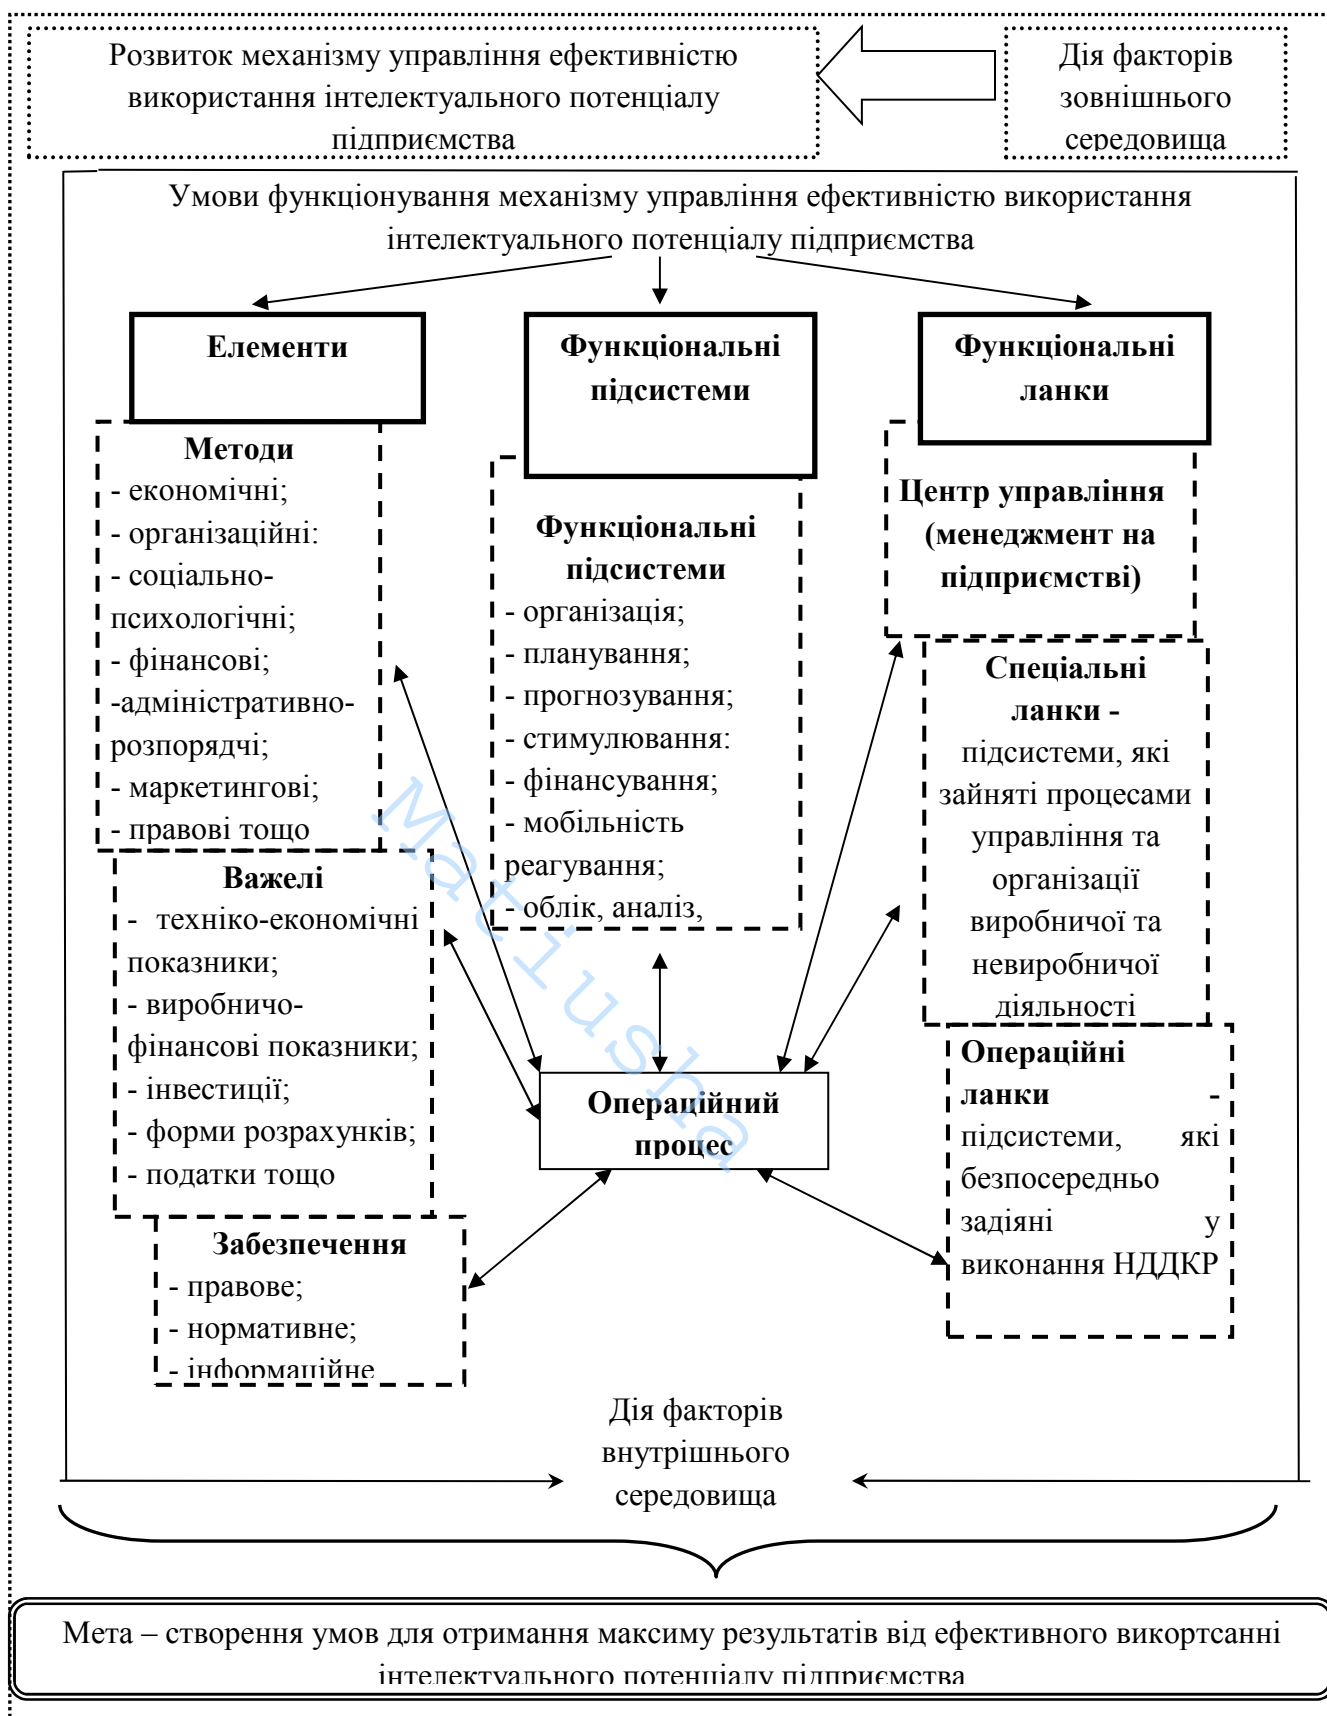 Розвиток механізму управління ефективністю
використання інтелектуального потенціалу
підприємства
Дія факторів
зовнішнього
середовища
Умови функціонування механізму управління ефективністю використання
інтелектуального потенціалу підприємства
Елементи
Функціональні
підсистеми
Функціональні
ланки
Методи
- економічні;
- організаційні:
- соціально-
психологічні;
- фінансові;
-адміністративно-
розпорядчі;
- маркетингові;
- правові тощо
Важелі
- техніко-економічні
показники;
- виробничо-
фінансові показники;
- інвестиції;
- форми розрахунків;
- податки тощо
Забезпечення
- правове;
- нормативне;
- інформаційне
Функціональні
підсистеми
- організація;
- планування;
- прогнозування;
- стимулювання:
- фінансування;
- мобільність
реагування;
- облік, аналіз,
Операційний
процес
Центр управління
(менеджмент на
підприємстві)
Спеціальні
ланки -
підсистеми, які
зайняті процесами
управління та
організації
виробничої та
невиробничої
діяльності
Операційні
ланки -
підсистеми, які
безпосередньо
задіяні у
виконання НДДКР
Дія факторів
внутрішнього
середовища
Мета – створення умов для отримання максиму результатів від ефективного викортсанні
інтелектуального потенціалу підприємства
Matiusha